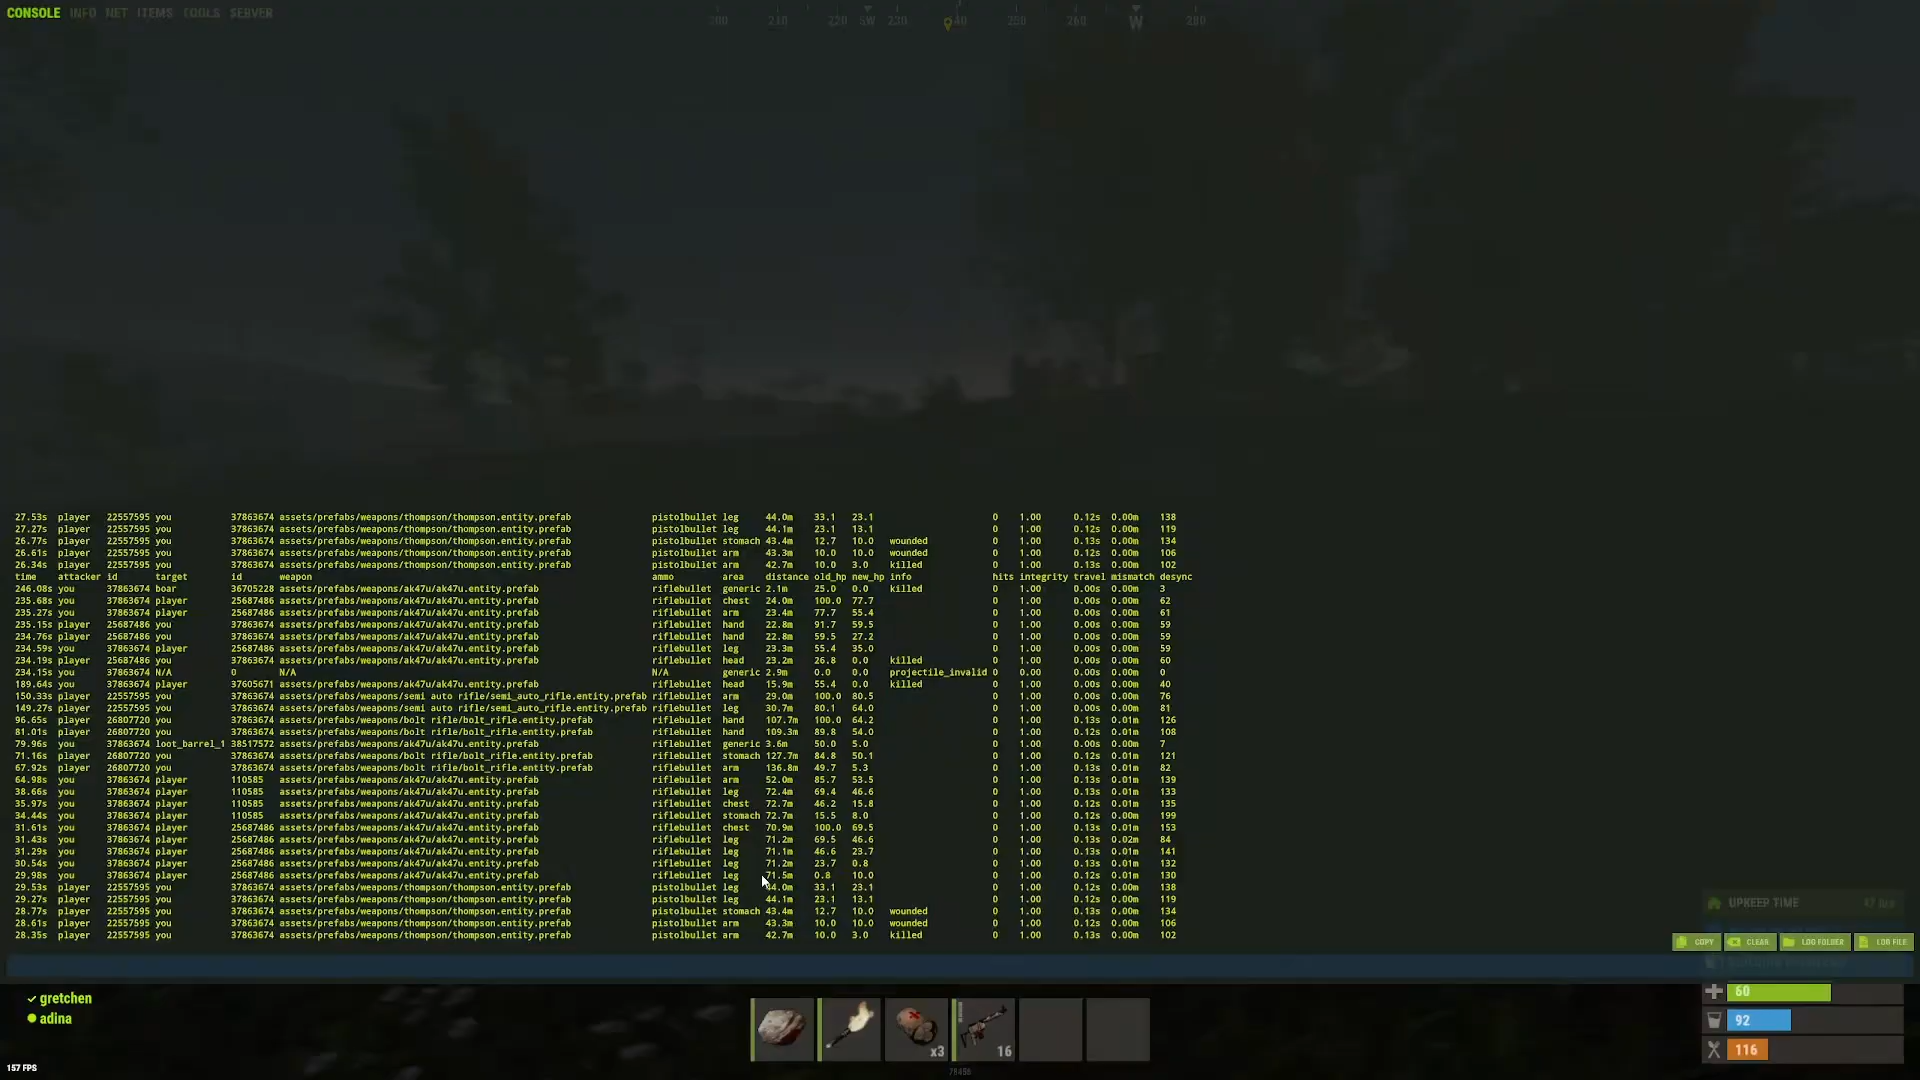 CONSOLE INFO NET ITEMS TOOLS SERVER
200 210 220 SW 230 240 250 260 W 280
27.53s player 22557595 you 37863674 assets/prefabs/weapons/thompson/thompson.entity.prefab pistolbullet leg 44.0m 33.1 23.1 0 1.00 0.12s 0.00m 138
27.27s player 22557595 you 37863674 assets/prefabs/weapons/thompson/thompson.entity.prefab pistolbullet leg 44.1m 23.1 13.1 0 1.00 0.12s 0.00m 119
26.77s player 22557595 you 37863674 assets/prefabs/weapons/thompson/thompson.entity.prefab pistolbullet stomach 43.4m 12.7 10.0 wounded 0 1.00 0.13s 0.00m 134
26.61s player 22557595 you 37863674 assets/prefabs/weapons/thompson/thompson.entity.prefab pistolbullet arm 43.3m 10.0 10.0 wounded 0 1.00 0.12s 0.00m 106
26.34s player 22557595 you 37863674 assets/prefabs/weapons/thompson/thompson.entity.prefab pistolbullet arm 42.7m 10.0 3.0 killed 0 1.00 0.13s 0.00m 102
time attacker id target id weapon ammo area distance old_hp new_hp info hits integrity travel mismatch desync
246.08s you 37863674 boar 36705228 assets/prefabs/weapons/ak47u/ak47u.entity.prefab riflebullet generic 2.1m 25.0 0.0 killed 0 1.00 0.00s 0.00m 3
235.68s you 37863674 player 25687486 assets/prefabs/weapons/ak47u/ak47u.entity.prefab riflebullet chest 24.0m 100.0 77.7 0 1.00 0.00s 0.00m 62
235.27s you 37863674 player 25687486 assets/prefabs/weapons/ak47u/ak47u.entity.prefab riflebullet arm 23.4m 77.7 55.4 0 1.00 0.00s 0.00m 61
235.15s player 25687486 you 37863674 assets/prefabs/weapons/ak47u/ak47u.entity.prefab riflebullet hand 22.8m 91.7 59.5 0 1.00 0.00s 0.00m 59
234.76s player 25687486 you 37863674 assets/prefabs/weapons/ak47u/ak47u.entity.prefab riflebullet hand 22.8m 59.5 27.2 0 1.00 0.00s 0.00m 59
234.59s you 37863674 player 25687486 assets/prefabs/weapons/ak47u/ak47u.entity.prefab riflebullet leg 23.3m 55.4 35.0 0 1.00 0.00s 0.00m 59
234.19s player 25687486 you 37863674 assets/prefabs/weapons/ak47u/ak47u.entity.prefab riflebullet head 23.2m 26.8 0.0 killed 0 1.00 0.00s 0.00m 60
234.15s you 37863674 N/A 0 N/A N/A generic 2.9m 0.0 0.0 projectile_invalid 0 0.00 0.00s 0.00m 0
189.64s you 37863674 player 37605671 assets/prefabs/weapons/ak47u/ak47u.entity.prefab riflebullet head 15.9m 55.4 0.0 killed 0 1.00 0.00s 0.00m 40
150.33s player 22557595 you 37863674 assets/prefabs/weapons/semi auto rifle/semi_auto_rifle.entity.prefab riflebullet arm 29.0m 100.0 80.5 0 1.00 0.00s 0.00m 76
149.27s player 22557595 you 37863674 assets/prefabs/weapons/semi auto rifle/semi_auto_rifle.entity.prefab riflebullet leg 30.7m 80.1 64.0 0 1.00 0.00s 0.00m 81
96.65s player 26807720 you 37863674 assets/prefabs/weapons/bolt rifle/bolt_rifle.entity.prefab riflebullet hand 107.7m 100.0 64.2 0 1.00 0.13s 0.01m 126
81.01s player 26807720 you 37863674 assets/prefabs/weapons/bolt rifle/bolt_rifle.entity.prefab riflebullet hand 109.3m 89.8 54.0 0 1.00 0.12s 0.01m 108
79.96s you 37863674 loot_barrel_1 38517572 assets/prefabs/weapons/ak47u/ak47u.entity.prefab riflebullet generic 3.6m 50.0 5.0 0 1.00 0.00s 0.00m 7
71.16s player 26807720 you 37863674 assets/prefabs/weapons/bolt rifle/bolt_rifle.entity.prefab riflebullet stomach 127.7m 84.8 50.1 0 1.00 0.12s 0.01m 121
67.92s player 26807720 you 37863674 assets/prefabs/weapons/bolt rifle/bolt_rifle.entity.prefab riflebullet arm 136.8m 49.7 5.3 0 1.00 0.13s 0.01m 82
64.98s you 37863674 player 110585 assets/prefabs/weapons/ak47u/ak47u.entity.prefab riflebullet arm 52.0m 85.7 53.5 0 1.00 0.13s 0.01m 139
38.66s you 37863674 player 110585 assets/prefabs/weapons/ak47u/ak47u.entity.prefab riflebullet leg 72.4m 69.4 46.6 0 1.00 0.13s 0.01m 133
35.97s you 37863674 player 110585 assets/prefabs/weapons/ak47u/ak47u.entity.prefab riflebullet chest 72.7m 46.2 15.8 0 1.00 0.12s 0.01m 135
34.44s you 37863674 player 110585 assets/prefabs/weapons/ak47u/ak47u.entity.prefab riflebullet stomach 72.7m 15.5 8.0 0 1.00 0.12s 0.00m 199
31.61s you 37863674 player 25687486 assets/prefabs/weapons/ak47u/ak47u.entity.prefab riflebullet chest 70.9m 100.0 69.5 0 1.00 0.13s 0.01m 153
31.43s you 37863674 player 25687486 assets/prefabs/weapons/ak47u/ak47u.entity.prefab riflebullet leg 71.2m 69.5 46.6 0 1.00 0.13s 0.02m 84
31.29s you 37863674 player 25687486 assets/prefabs/weapons/ak47u/ak47u.entity.prefab riflebullet leg 71.1m 46.6 23.7 0 1.00 0.13s 0.01m 141
30.54s you 37863674 player 25687486 assets/prefabs/weapons/ak47u/ak47u.entity.prefab riflebullet leg 71.2m 23.7 0.8 0 1.00 0.13s 0.01m 132
29.98s you 37863674 player 25687486 assets/prefabs/weapons/ak47u/ak47u.entity.prefab riflebullet leg 71.5m 0.8 10.0 0 1.00 0.12s 0.01m 130
29.53s player 22557595 you 37863674 assets/prefabs/weapons/thompson/thompson.entity.prefab pistolbullet leg 44.0m 33.1 23.1 0 1.00 0.12s 0.00m 138
29.27s player 22557595 you 37863674 assets/prefabs/weapons/thompson/thompson.entity.prefab pistolbullet leg 44.1m 23.1 13.1 0 1.00 0.12s 0.00m 119
28.77s player 22557595 you 37863674 assets/prefabs/weapons/thompson/thompson.entity.prefab pistolbullet stomach 43.4m 12.7 10.0 wounded 0 1.00 0.13s 0.00m 134
28.61s player 22557595 you 37863674 assets/prefabs/weapons/thompson/thompson.entity.prefab pistolbullet arm 43.3m 10.0 10.0 wounded 0 1.00 0.12s 0.00m 106
28.35s player 22557595 you 37863674 assets/prefabs/weapons/thompson/thompson.entity.prefab pistolbullet arm 42.7m 10.0 3.0 killed 0 1.00 0.13s 0.00m 102
UPKEEP TIME
COPY CLEAR LOG FOLDER LOG FILE
gretchen
adina
x3 16
60
92
116
157 FPS